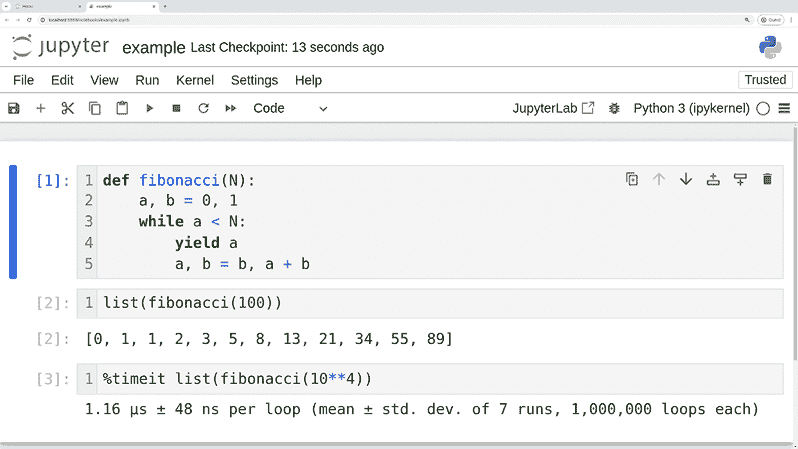 Home
example
localhost:8888/notebooks/example.ipynb
Guest
jupyter example Last Checkpoint: 13 seconds ago
File Edit View Run Kernel Settings Help Trusted
Code JupyterLab Python 3 (ipykernel)
[1]: 1 def fibonacci(N):
2     a, b = 0, 1
3     while a < N:
4         yield a
5         a, b = b, a + b
[2]: 1 list(fibonacci(100))
[2]: [0, 1, 1, 2, 3, 5, 8, 13, 21, 34, 55, 89]
[3]: 1 %timeit list(fibonacci(10**4))
1.16 µs ± 48 ns per loop (mean ± std. dev. of 7 runs, 1,000,000 loops each)